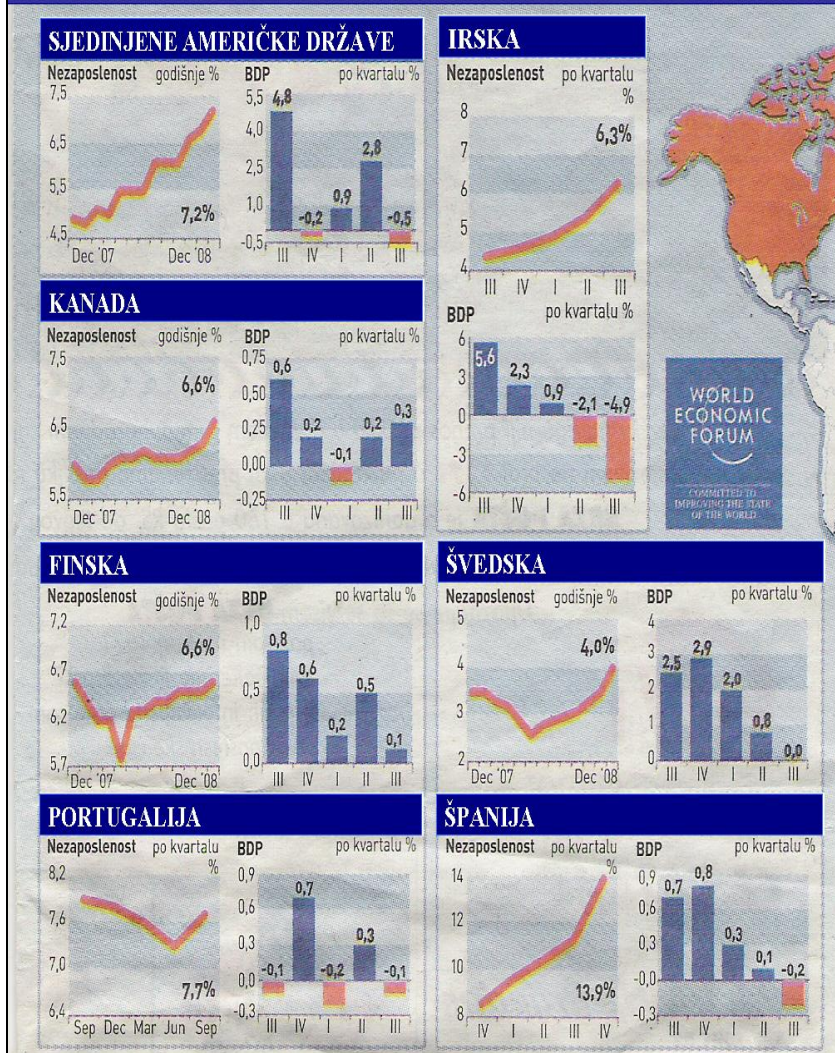 SJEDINJENE AMERIČKE DRŽAVE
Nezaposlenost godišnje %
7,5
6,5
5,5
4,5
7,2%
Dec '07 Dec '08
BDP po kvartalu %
5,5
4,0
2,5
1,0
-0,5
4,8
-0,2
0,9
2,8
-0,5
III IV I II III
IRSKA
Nezaposlenost po kvartalu
%
8
7
6
5
4
6,3%
III IV I II III
BDP po kvartalu %
6
3
0
-3
-6
5,6
2,3
0,9
-2,1
-4,9
III IV I II III
KANADA
Nezaposlenost godišnje %
7,5
6,5
5,5
6,6%
Dec '07 Dec '08
BDP po kvartalu %
0,75
0,50
0,25
0,00
-0,25
0,6
0,2
-0,1
0,2
0,3
III IV I II III
WORLD
ECONOMIC
FORUM
COMMITTED TO
IMPROVING THE STATE
OF THE WORLD
FINSKA
Nezaposlenost godišnje %
7,2
6,7
6,2
5,7
6,6%
Dec '07 Dec '08
BDP po kvartalu %
1,0
0,5
0,0
0,8
0,6
0,2
0,5
0,1
III IV I II III
ŠVEDSKA
Nezaposlenost godišnje %
5
4
3
2
4,0%
Dec '07 Dec '08
BDP po kvartalu %
4
3
2
1
0
2,5
2,9
2,0
0,8
0,0
III IV I II III
PORTUGALIJA
Nezaposlenost po kvartalu
%
8,2
7,6
7,0
6,4
7,7%
Sep Dec Mar Jun Sep
BDP po kvartalu %
0,9
0,6
0,3
0,0
-0,3
-0,1
0,7
-0,2
0,3
-0,1
III IV I II III
ŠPANIJA
Nezaposlenost po kvartalu %
14
12
10
8
13,9%
IV I II III IV
BDP po kvartalu %
0,9
0,6
0,3
-0,0
-0,3
0,7
0,8
0,3
0,1
-0,2
III IV I II III